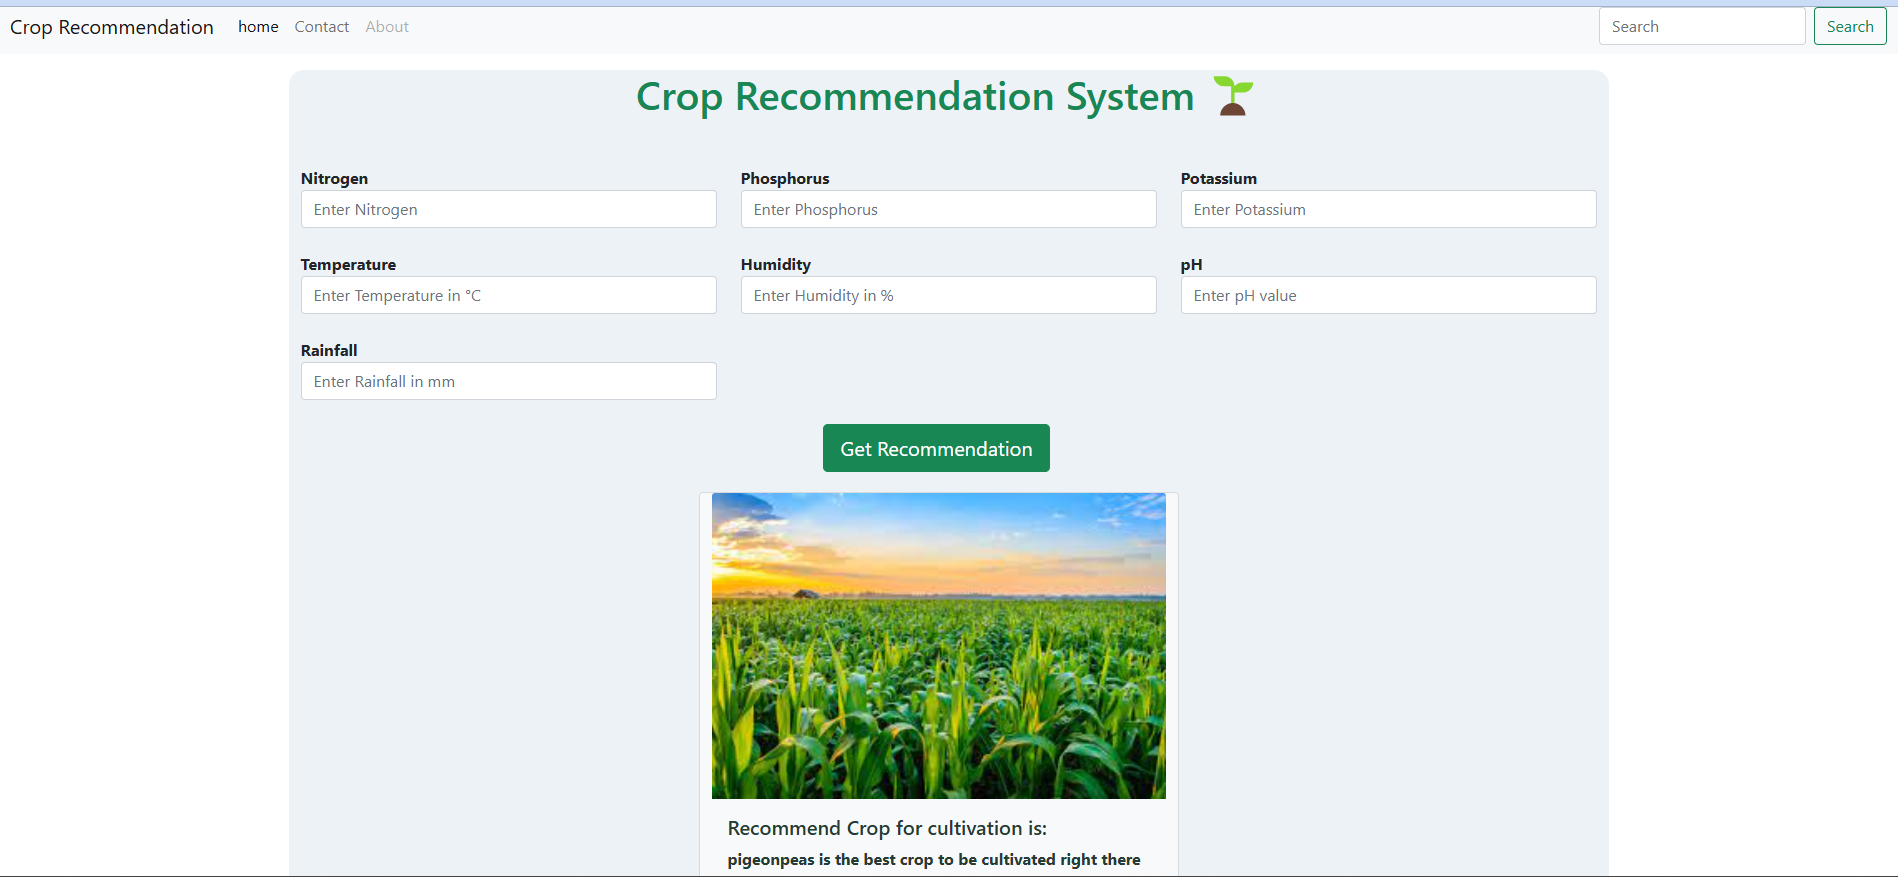 Crop Recommendation home Contact About Search Search
Crop Recommendation System
Nitrogen Phosphorus Potassium
Enter Nitrogen Enter Phosphorus Enter Potassium
Temperature Humidity pH
Enter Temperature in °C Enter Humidity in % Enter pH value
Rainfall
Enter Rainfall in mm
Get Recommendation
Recommend Crop for cultivation is:
pigeonpeas is the best crop to be cultivated right there